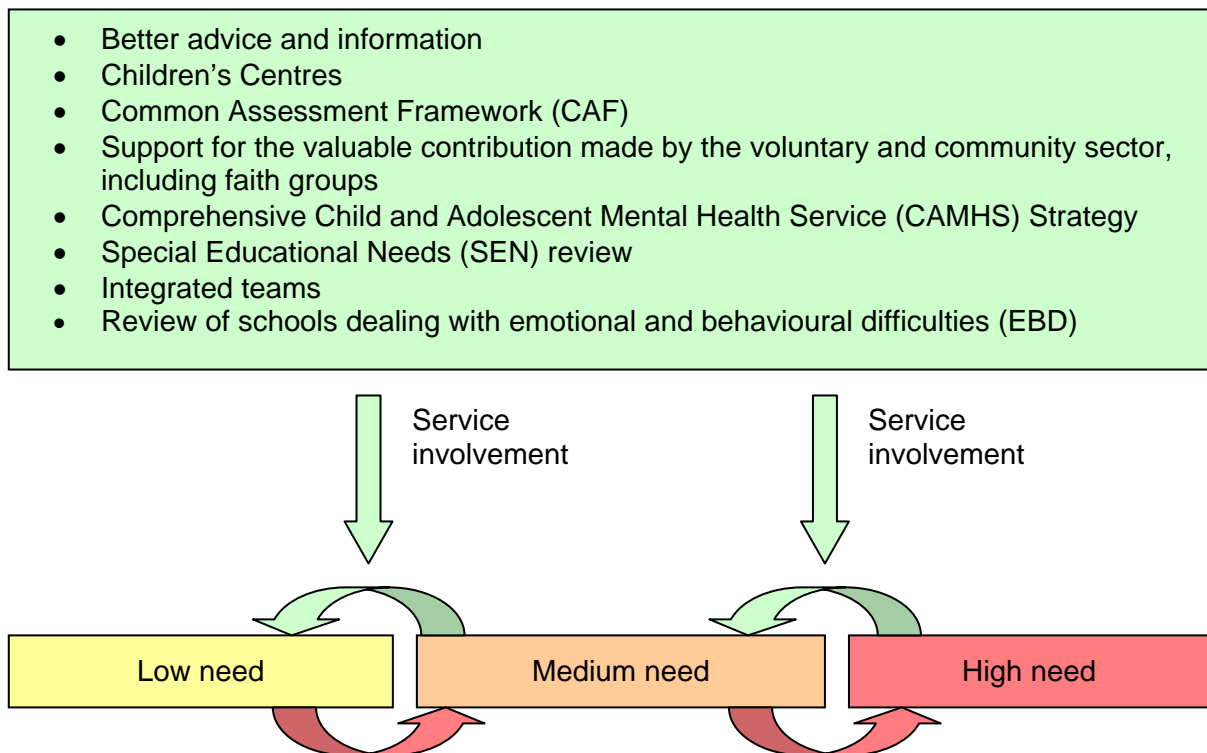 • Better advice and information
• Children’s Centres
• Common Assessment Framework (CAF)
• Support for the valuable contribution made by the voluntary and community sector,
including faith groups
• Comprehensive Child and Adolescent Mental Health Service (CAMHS) Strategy
• Special Educational Needs (SEN) review
• Integrated teams
• Review of schools dealing with emotional and behavioural difficulties (EBD)
Service
involvement
Service
involvement
Low need
Medium need
High need